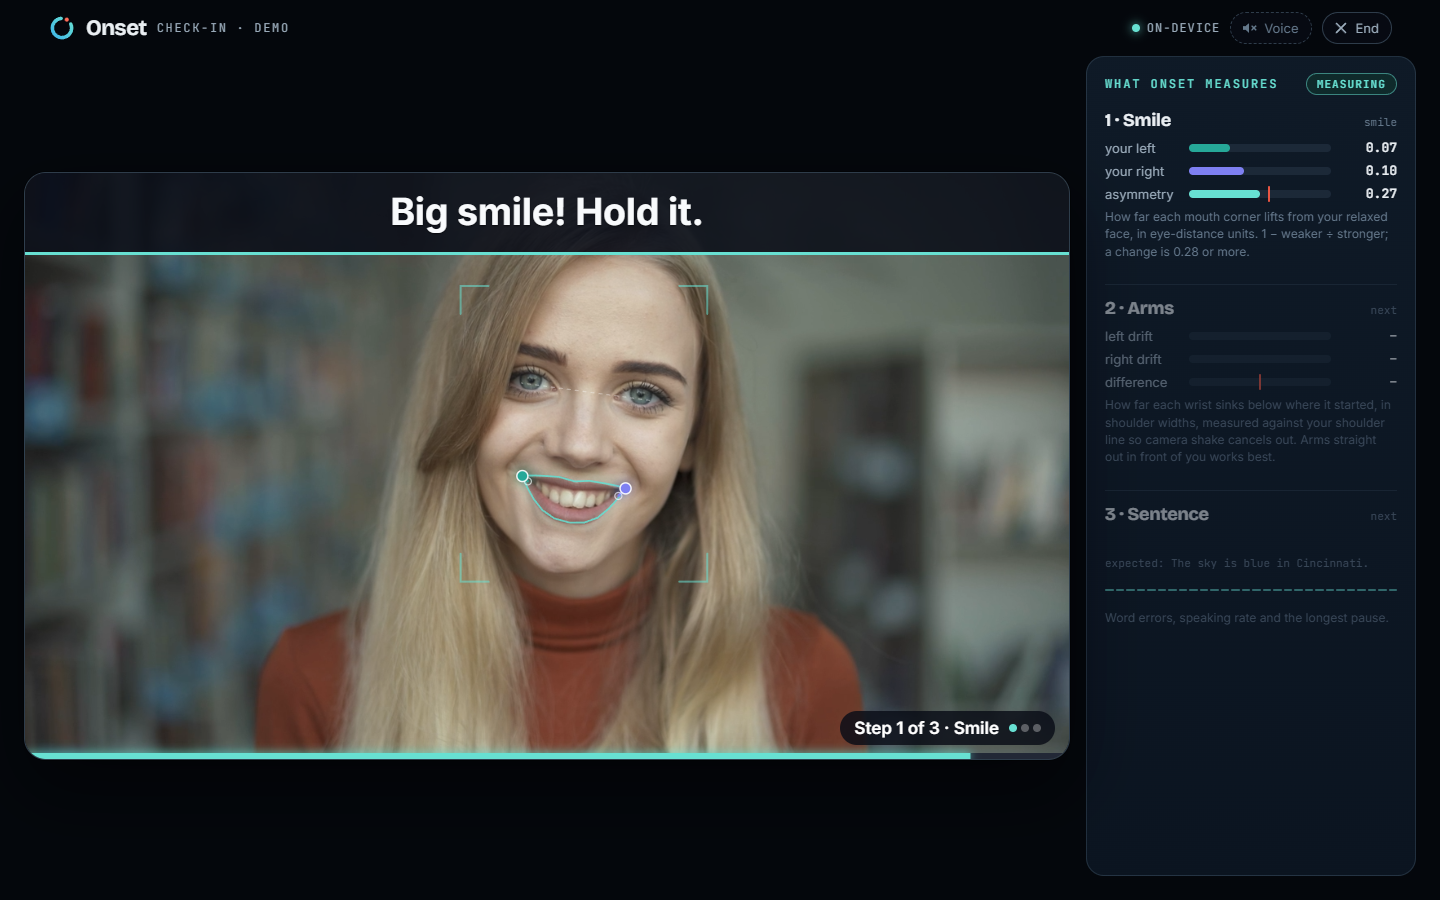 Onset CHECK-IN · DEMO
ON-DEVICE
Voice
End
Big smile! Hold it.
Step 1 of 3 · Smile
WHAT ONSET MEASURES
MEASURING
1 · Smile
smile
your left 0.07
your right 0.10
asymmetry 0.27
How far each mouth corner lifts from your relaxed
face, in eye-distance units. 1 − weaker ÷ stronger;
a change is 0.28 or more.
2 · Arms
next
left drift –
right drift –
difference –
How far each wrist sinks below where it started, in
shoulder widths, measured against your shoulder
line so camera shake cancels out. Arms straight
out in front of you works best.
3 · Sentence
next
expected: The sky is blue in Cincinnati.
Word errors, speaking rate and the longest pause.